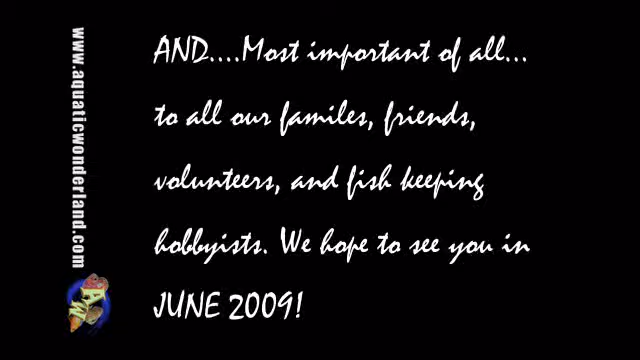 www.aquaticwonderland.com
AND....Most important of all...
to all our familes, friends,
volunteers, and fish keeping
hobbyists. We hope to see you in
JUNE 2009!